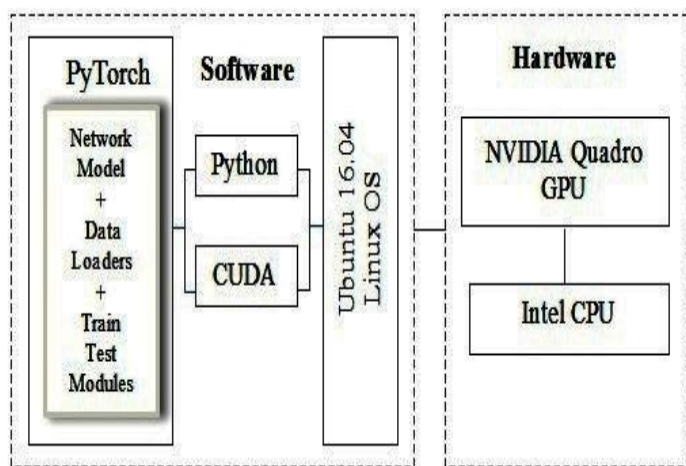 PyTorch
Network
Model
+
Data
Loaders
+
Train
Test
Modules
Software
Python
CUDA
Ubuntu 16.04
Linux OS
Hardware
NVIDIA Quadro
GPU
Intel CPU